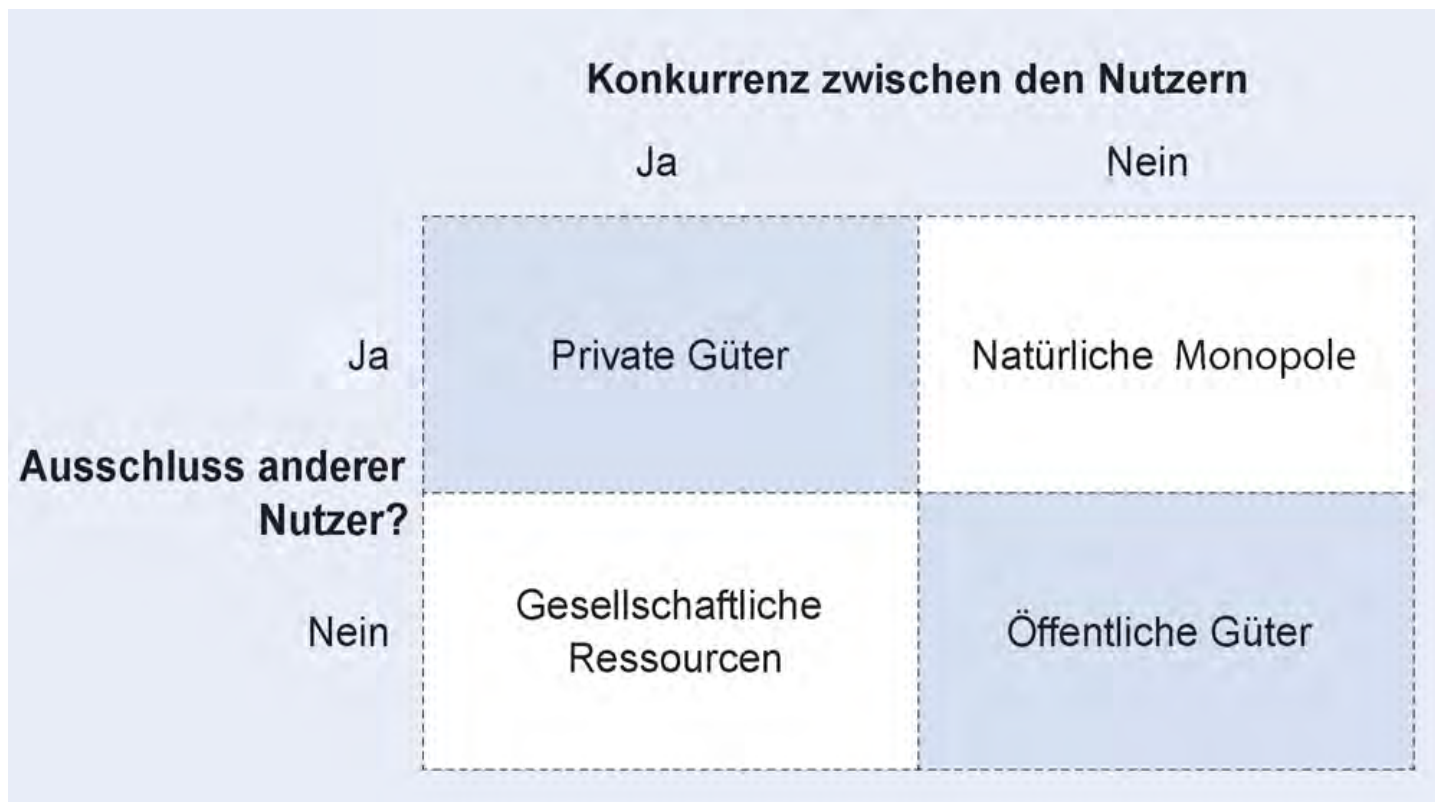 Konkurrenz zwischen den Nutzern
Ja
Nein
Ja
Private Güter
Natürliche Monopole
Ausschluss anderer
Nutzer?
Nein
Gesellschaftliche
Ressourcen
Öffentliche Güter